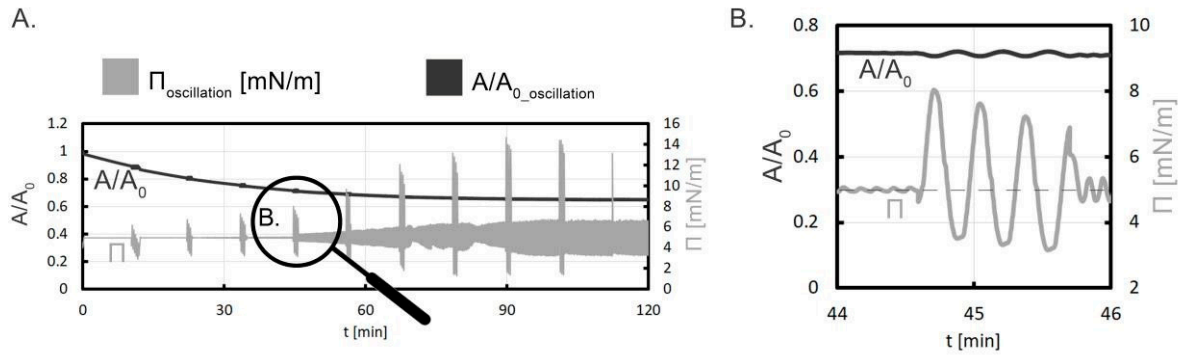 A.
Π oscillation [mN/m]
A/A0_oscillation
1.2
1
0.8
0.6
0.4
0.2
0
A/A0
16
14
12
10
8
6
4
2
0
Π [mN/m]
A/A0
Π
B.
0 30 60 90 120
t [min]
B.
0.8
0.6
0.4
0.2
0
A/A0
10
8
6
4
2
Π [mN/m]
A/A0
Π
44 45 46
t [min]